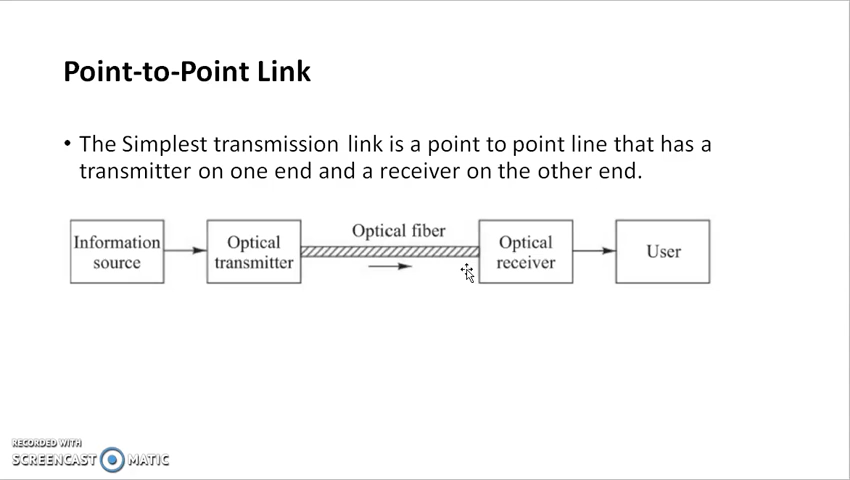 Point-to-Point Link
• The Simplest transmission link is a point to point line that has a
transmitter on one end and a receiver on the other end.
Information
source
Optical
transmitter
Optical fiber
Optical
receiver
User
RECORDED WITH
SCREENCAST MATIC